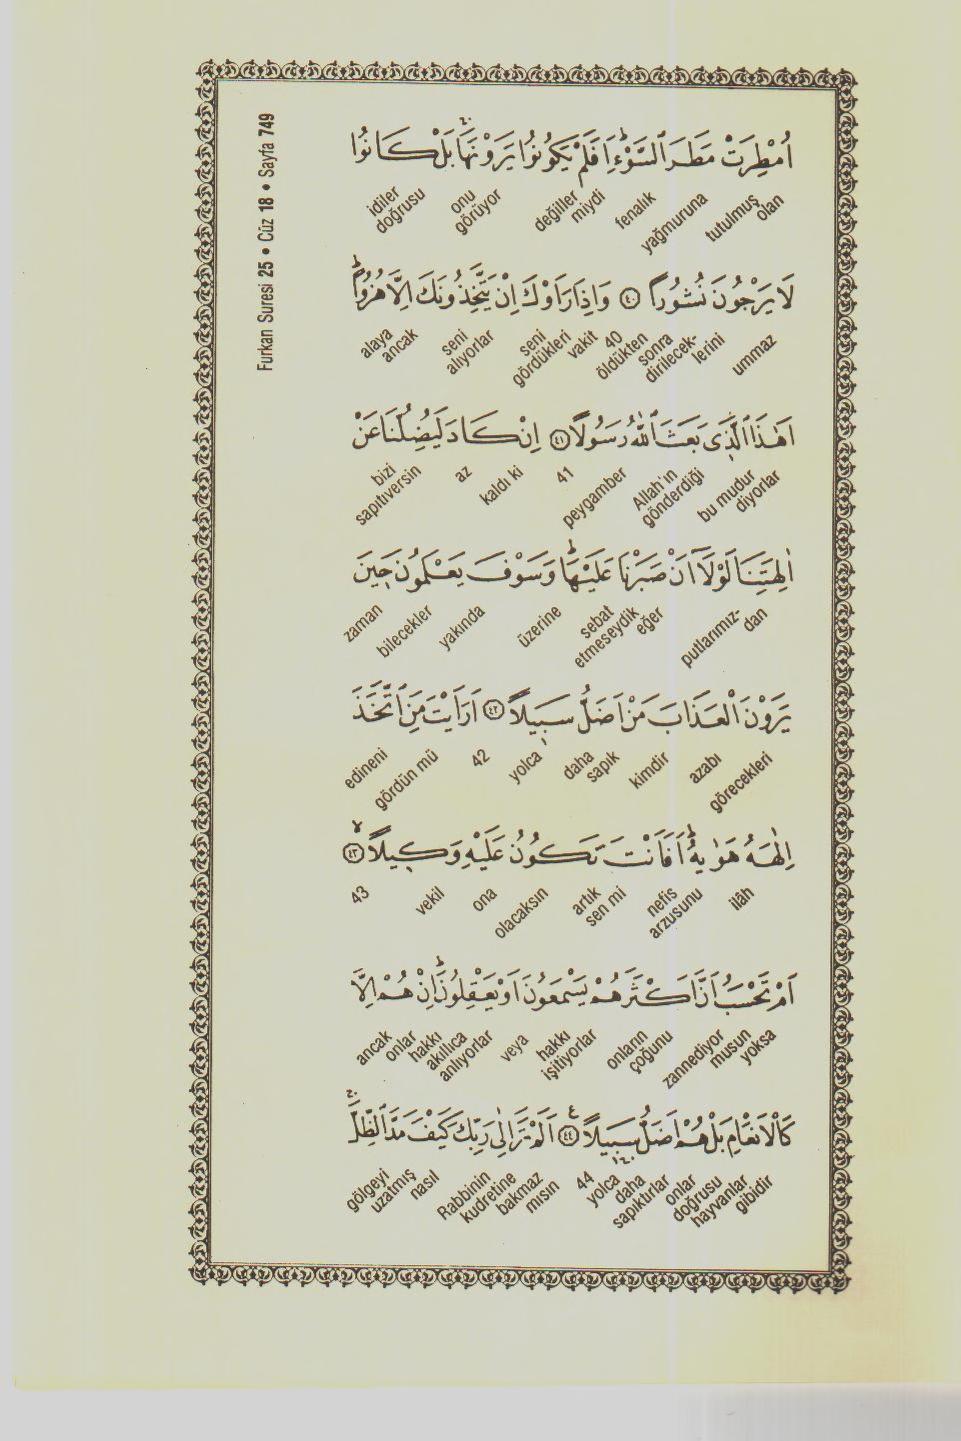 Furkan Suresi 25 • Cüz 18 • Sayfa 749
اُمْطِرَتْ مَطَرَ السَّوْءِ اَفَلَمْ يَكُونُوا يَرَوْنَهَا بَلْ كَانُوا
olan tutulmuş yağmuruna fenalık miydi değiller görüyor onu doğrusu idiler
لَا يَرْجُونَ نُشُورًا ﴿٤٠﴾ وَاِذَا رَاَوْكَ اِنْ يَتَّخِذُونَكَ اِلَّا هُزُوًا
ummaz dirilecek-lerini sonra öldükten 40 vakit gördükleri seni alıyorlar seni ancak alaya
اَهٰذَا الَّذِى بَعَثَ اللّٰهُ رَسُولًا ﴿٤١﴾ اِنْ كَادَ لَيُضِلُّنَا عَنْ
diyorlar bu mudur gönderdiği Allah'ın peygamber 41 kaldı ki az sapıtıversin bizi
اٰلِهَتِنَا لَوْلَا اَنْ صَبَرْنَا عَلَيْهَا وَسَوْفَ يَعْلَمُونَ حِينَ
putlarımız-dan eğer etmeseydik sebat üzerine yakında bilecekler zaman
يَرَوْنَ الْعَذَابَ مَنْ اَضَلُّ سَبِيلًا ﴿٤٢﴾ اَرَاَيْتَ مَنِ اتَّخَذَ
görecekleri azabı kimdir sapık daha yolca 42 gördün mü edineni
اِلٰهَهُ هَوٰيهُ اَفَاَنْتَ تَكُونُ عَلَيْهِ وَكِيلًا ﴿٤٣﴾
ilâh arzusunu nefis sen mi artık olacaksın ona vekil 43
اَمْ تَحْسَبُ اَنَّ اَكْثَرَهُمْ يَسْمَعُونَ اَوْ يَعْقِلُونَ اِنْ هُمْ اِلَّا
yoksa musun zannediyor çoğunu onların işitiyorlar hakkı veya anlıyorlar akıllıca hakkı onlar ancak
كَالْاَنْعَامِ بَلْ هُمْ اَضَلُّ سَبِيلًا ﴿٤٤﴾ اَلَمْ تَرَ اِلٰى رَبِّكَ كَيْفَ مَدَّ الظِّلَّ
gibidir hayvanlar doğrusu onlar sapıktırlar daha yolca 44 mısın bakmaz kudretine Rabbinin nasıl uzatmış gölgeyi